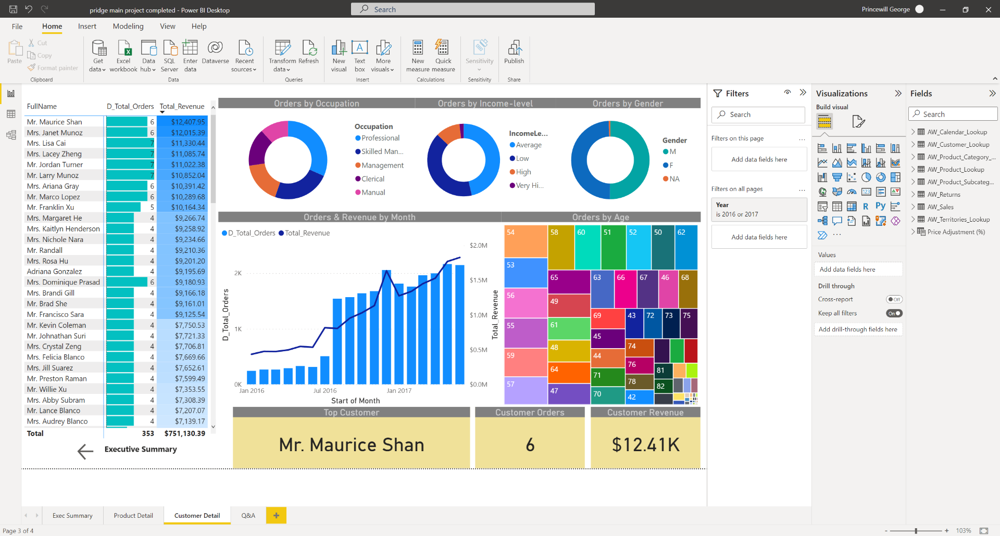 pridge main project completed - Power BI Desktop
Search
Princewill George
File
Home
Insert
Modeling
View
Help
Paste
Cut
Copy
Format painter
Clipboard
Get data
Excel workbook
Data hub
SQL Server
Enter data
Dataverse
Recent sources
Data
Transform data
Refresh
Queries
New visual
Text box
More visuals
Insert
New measure
Quick measure
Calculations
Sensitivity
Sensitivity
Publish
Share
FullName D_Total_Orders Total_Revenue
Mr. Maurice Shan 6 $12,407.95
Mrs. Janet Munoz 6 $12,015.39
Mrs. Lisa Cai 7 $11,330.44
Mrs. Lacey Zheng 7 $11,085.74
Mr. Jordan Turner 7 $11,022.38
Mr. Larry Munoz 7 $10,852.04
Mrs. Ariana Gray 6 $10,391.42
Mr. Marco Lopez 6 $10,289.68
Mr. Franklin Xu 5 $10,164.34
Mrs. Margaret He 4 $9,266.74
Mrs. Kaitlyn Henderson 4 $9,258.92
Mrs. Nichole Nara 4 $9,234.66
Mr. Randall 4 $9,210.36
Mrs. Rosa Hu 4 $9,201.20
Adriana Gonzalez 4 $9,195.69
Mrs. Dominique Prasad 6 $9,180.93
Mrs. Brandi Gill 4 $9,166.18
Mr. Brad She 4 $9,161.01
Mr. Francisco Sara 4 $9,125.54
Mr. Kevin Coleman 4 $7,750.53
Mr. Johnathan Suri 4 $7,721.33
Mrs. Crystal Zeng 4 $7,706.81
Mrs. Felicia Blanco 4 $7,669.66
Mrs. Jill Suarez 4 $7,652.61
Mr. Preston Raman 4 $7,599.49
Mr. Willie Xu 4 $7,353.55
Mrs. Abby Subram 4 $7,308.39
Mr. Lance Blanco 4 $7,207.07
Mrs. Audrey Blanco 4 $7,139.17
Total 353 $751,130.39
Executive Summary
Orders by Occupation
Occupation
Professional
Skilled Man...
Management
Clerical
Manual
Orders by Income-level
IncomeLe...
Average
Low
High
Very Hi...
Orders by Gender
Gender
M
F
NA
Orders & Revenue by Month
D_Total_Orders Total_Revenue
2K
1K
0K
D_Total_Orders
$2.0M
$1.5M
$1.0M
$0.5M
$0.0M
Total_Revenue
Jan 2016 Jul 2016 Jan 2017
Start of Month
Orders by Age
54 58 60 51 52 50 62
53
65 63 66 67 46 68
56
49
69 43 72 73 75
55
61
45
48 74
59 44
76
64 71 81
78
57 47 70 42 82
Top Customer
Mr. Maurice Shan
Customer Orders
6
Customer Revenue
$12.41K
Filters
Search
Filters on this page ...
Add data fields here
Filters on all pages ...
Year
is 2016 or 2017
Add data fields here
Visualizations
Build visual
123
R
Py
...
Values
Add data fields here
Drill through
Cross-report Off
Keep all filters On
Add drill-through fields here
Fields
Search
AW_Calendar_Lookup
AW_Customer_Lookup
AW_Product_Category_...
AW_Product_Lookup
AW_Product_Subcateg...
AW_Returns
AW_Sales
AW_Territories_Lookup
Price Adjustment (%)
Exec Summary
Product Detail
Customer Detail
Q&A
+
Page 3 of 4
- + 103%